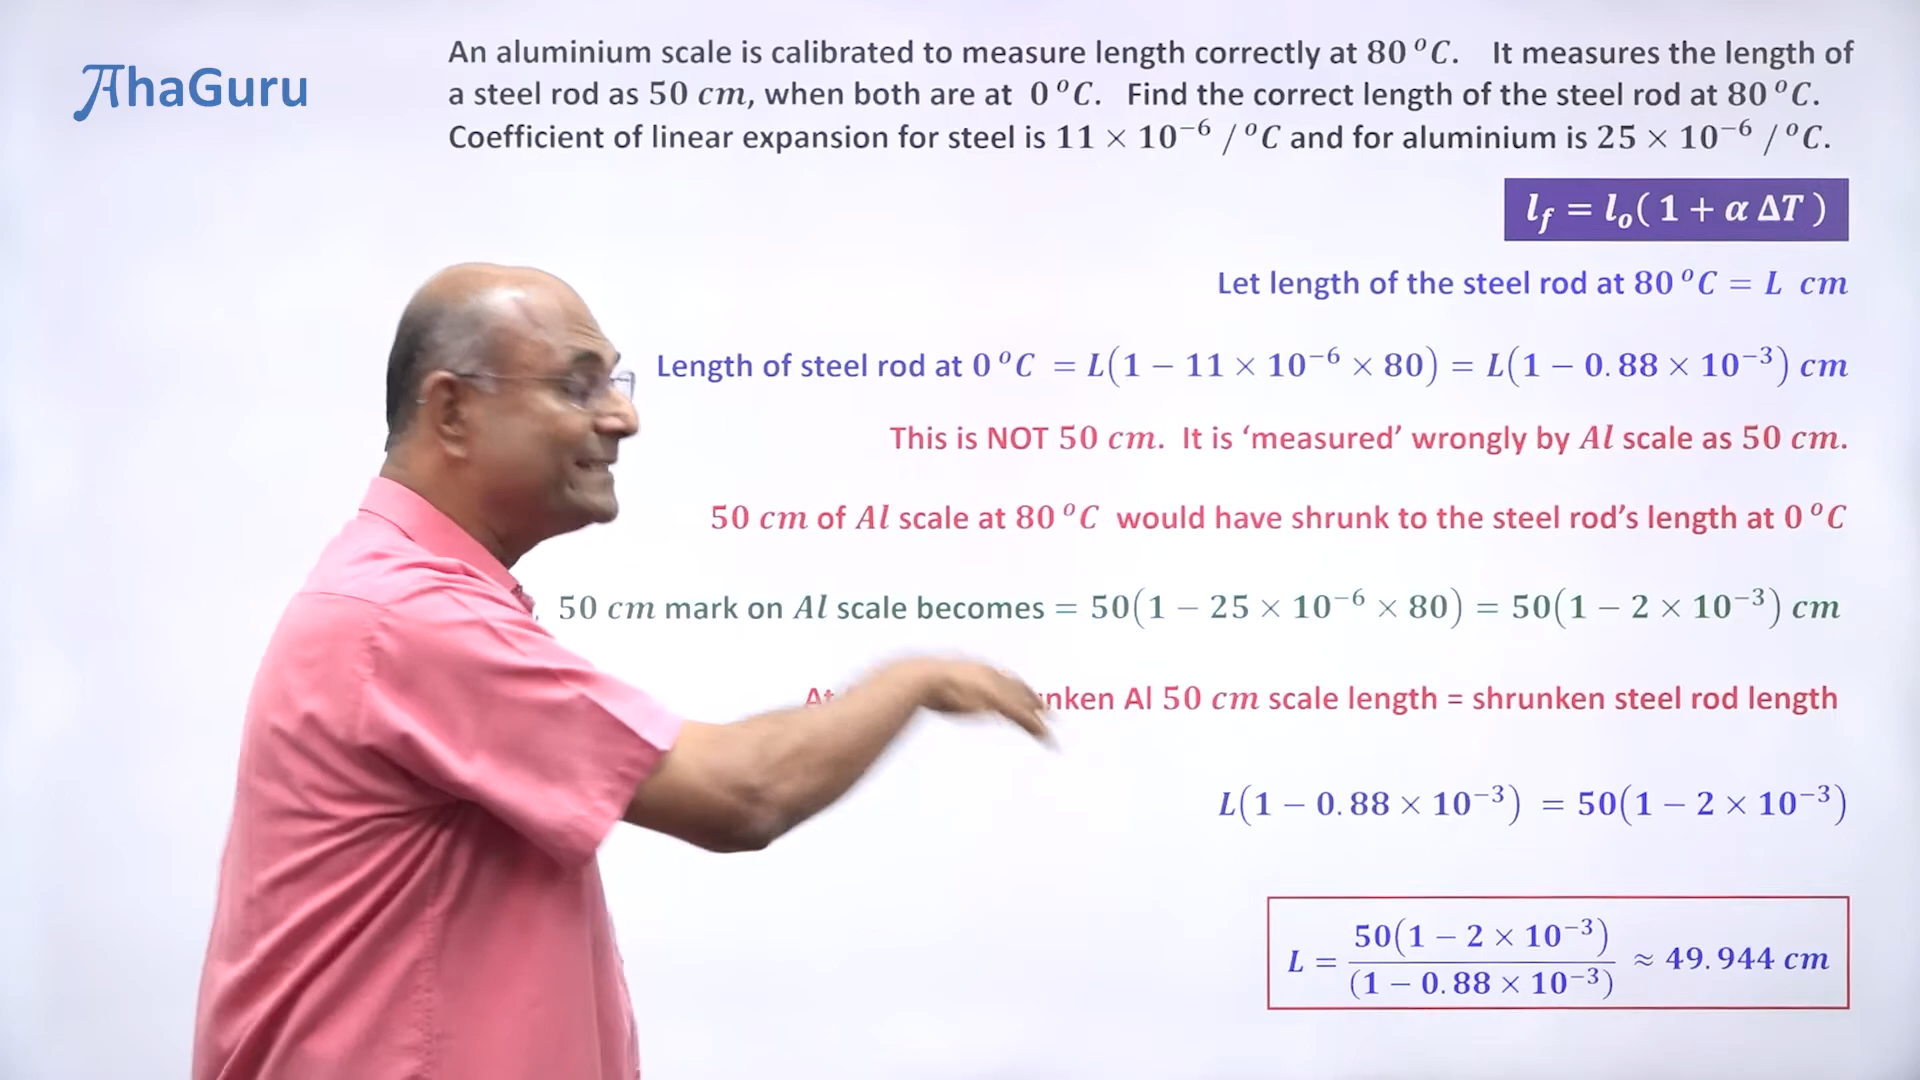 AhaGuru
An aluminium scale is calibrated to measure length correctly at 80 °C. It measures the length of
a steel rod as 50 cm, when both are at 0 °C. Find the correct length of the steel rod at 80 °C.
Coefficient of linear expansion for steel is 11 × 10⁻⁶ / °C and for aluminium is 25 × 10⁻⁶ / °C.
l_f = l_o( 1 + α ΔT )
Let length of the steel rod at 80 °C = L cm
Length of steel rod at 0 °C = L(1 − 11 × 10⁻⁶ × 80) = L(1 − 0.88 × 10⁻³) cm
This is NOT 50 cm. It is ‘measured’ wrongly by Al scale as 50 cm.
50 cm of Al scale at 80 °C would have shrunk to the steel rod’s length at 0 °C
50 cm mark on Al scale becomes = 50(1 − 25 × 10⁻⁶ × 80) = 50(1 − 2 × 10⁻³) cm
Al 50 cm scale length = shrunken steel rod length
L(1 − 0.88 × 10⁻³) = 50(1 − 2 × 10⁻³)
L = 50(1 − 2 × 10⁻³) / (1 − 0.88 × 10⁻³) ≈ 49.944 cm